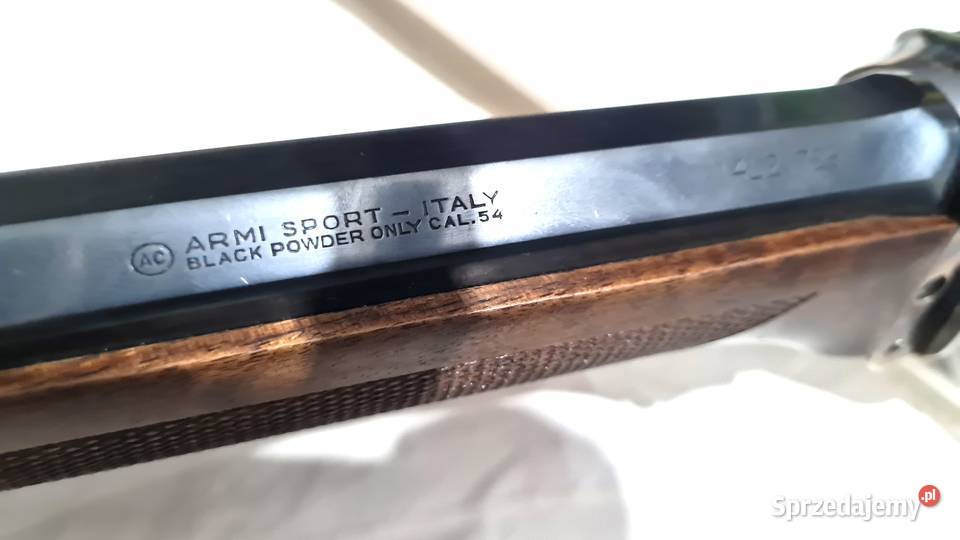 AC ARMI SPORT - ITALY
BLACK POWDER ONLY CAL.54
Sprzedajemy.pl